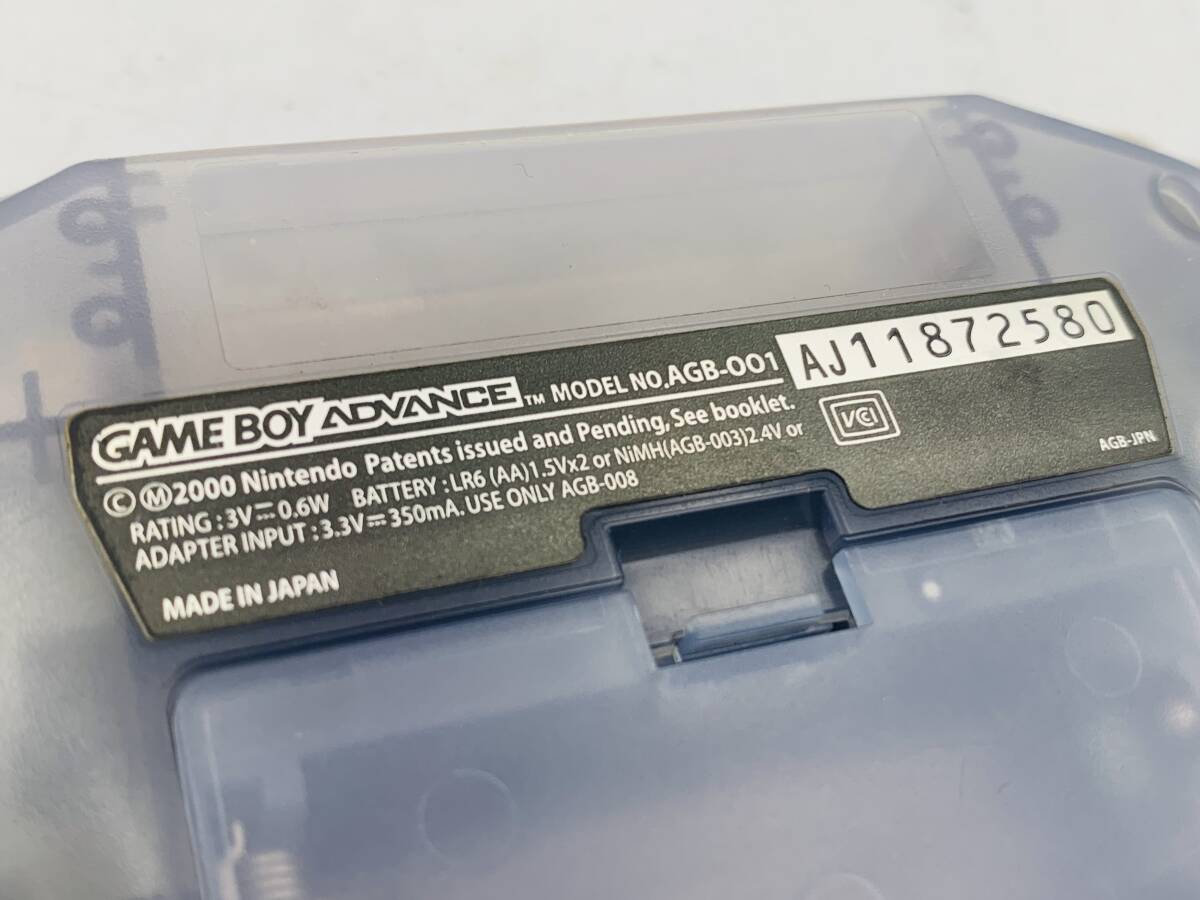 GAME BOY ADVANCE™ MODEL NO. AGB-001 AJ11872580
©Ⓜ2000 Nintendo Patents issued and Pending, See booklet.
RATING : 3V⎓0.6W BATTERY : LR6 (AA)1.5Vx2 or NiMH(AGB-003)2.4V or
ADAPTER INPUT : 3.3V⎓350mA. USE ONLY AGB-008
VCI
AGB-JPN
MADE IN JAPAN